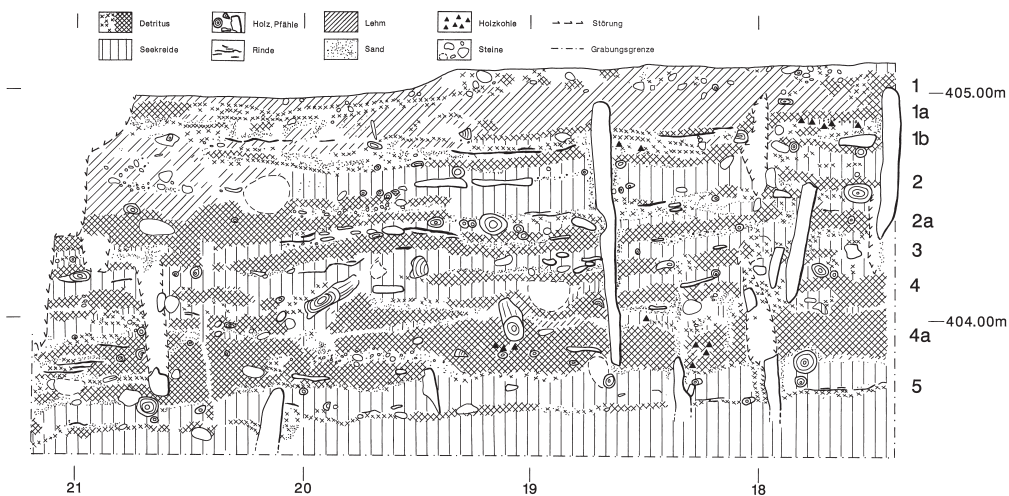 Detritus Holz, Pfähle Lehm Holzkohle Störung
Seekreide Rinde Sand Steine Grabungsgrenze
1
405.00m
1a
1b
2
2a
3
4
404.00m
4a
5
21 20 19 18